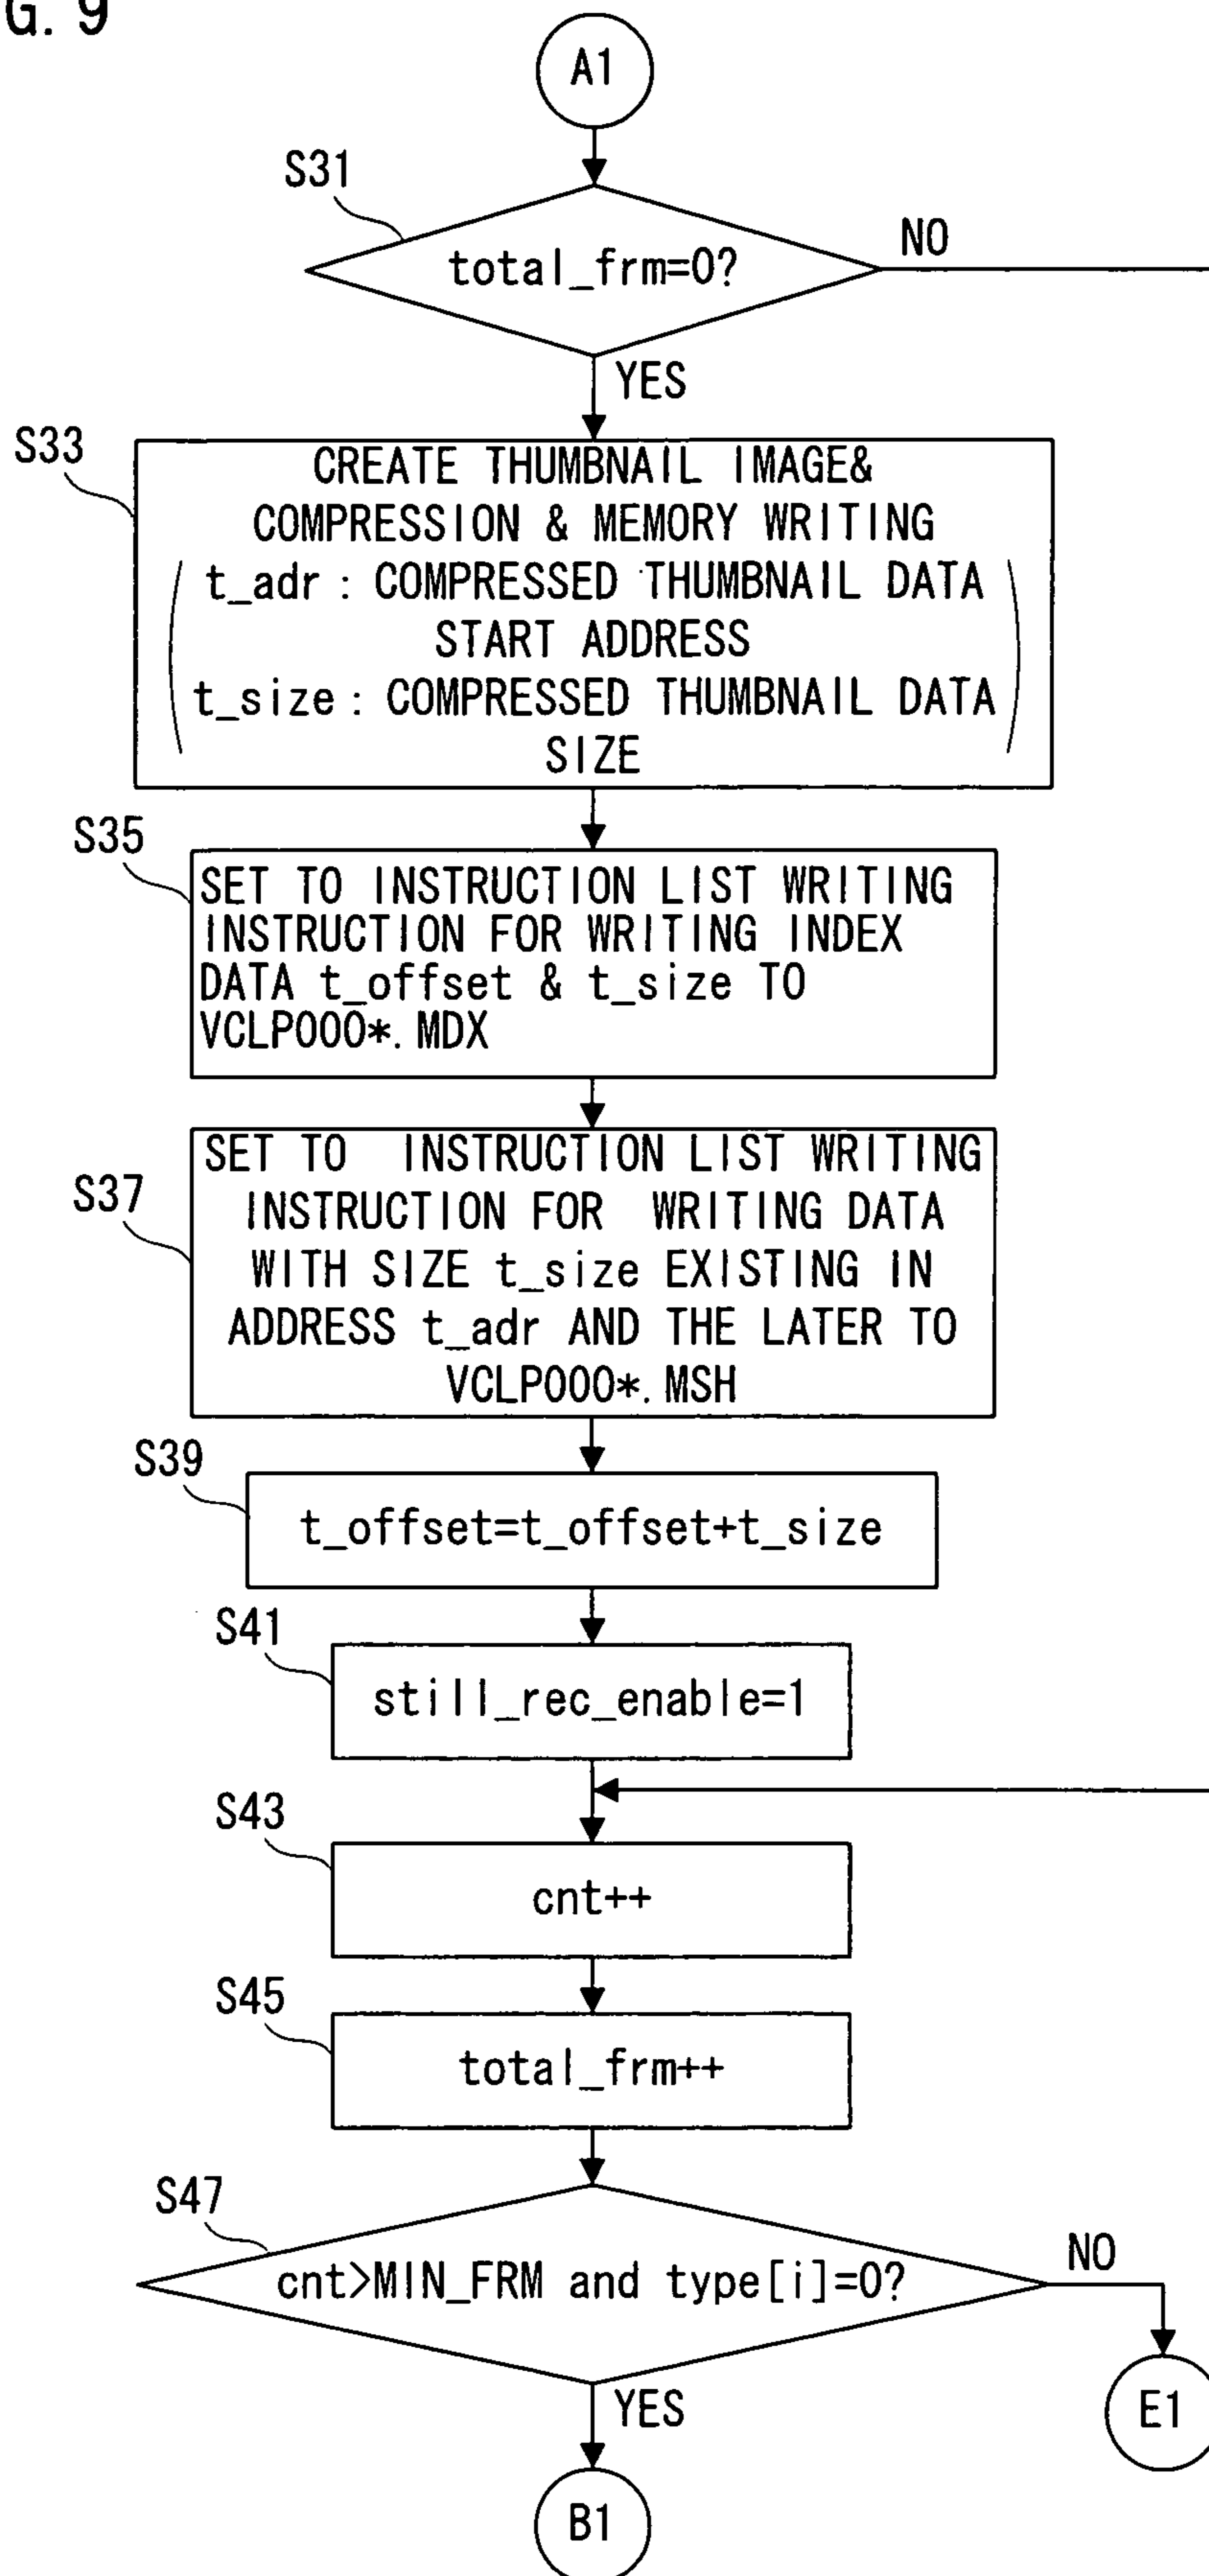 G. 9
A1
S31
total_frm=0?
NO
YES
S33
CREATE THUMBNAIL IMAGE&
COMPRESSION & MEMORY WRITING
t_adr : COMPRESSED THUMBNAIL DATA
START ADDRESS
t_size : COMPRESSED THUMBNAIL DATA
SIZE
S35
SET TO INSTRUCTION LIST WRITING
INSTRUCTION FOR WRITING INDEX
DATA t_offset & t_size TO
VCLP000*. MDX
S37
SET TO INSTRUCTION LIST WRITING
INSTRUCTION FOR WRITING DATA
WITH SIZE t_size EXISTING IN
ADDRESS t_adr AND THE LATER TO
VCLP000*. MSH
S39
t_offset=t_offset+t_size
S41
still_rec_enable=1
S43
cnt++
S45
total_frm++
S47
cnt>MIN_FRM and type[i]=0?
NO
E1
YES
B1